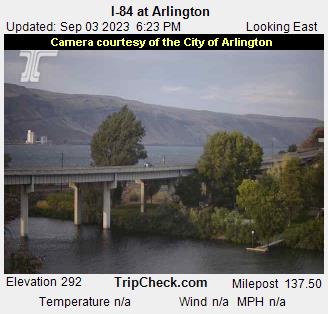 I-84 at Arlington
Updated: Sep 03 2023 6:23 PM Looking East
Camera courtesy of the City of Arlington
Elevation 292 TripCheck.com Milepost 137.50
Temperature n/a Wind n/a MPH n/a